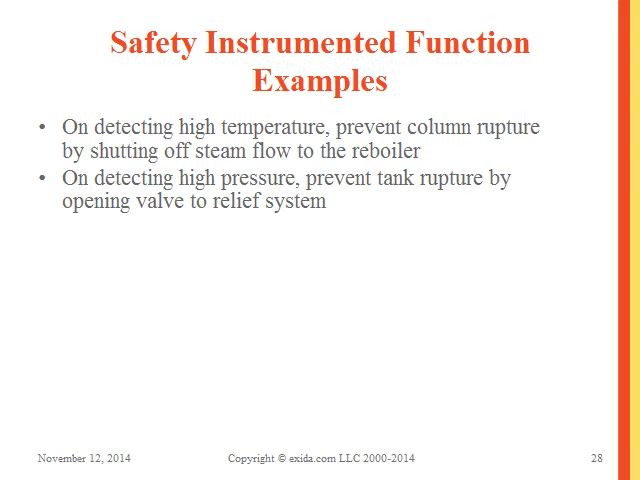 Safety Instrumented Function
Examples
• On detecting high temperature, prevent column rupture
by shutting off steam flow to the reboiler
• On detecting high pressure, prevent tank rupture by
opening valve to relief system
November 12, 2014
Copyright © exida.com LLC 2000-2014
28